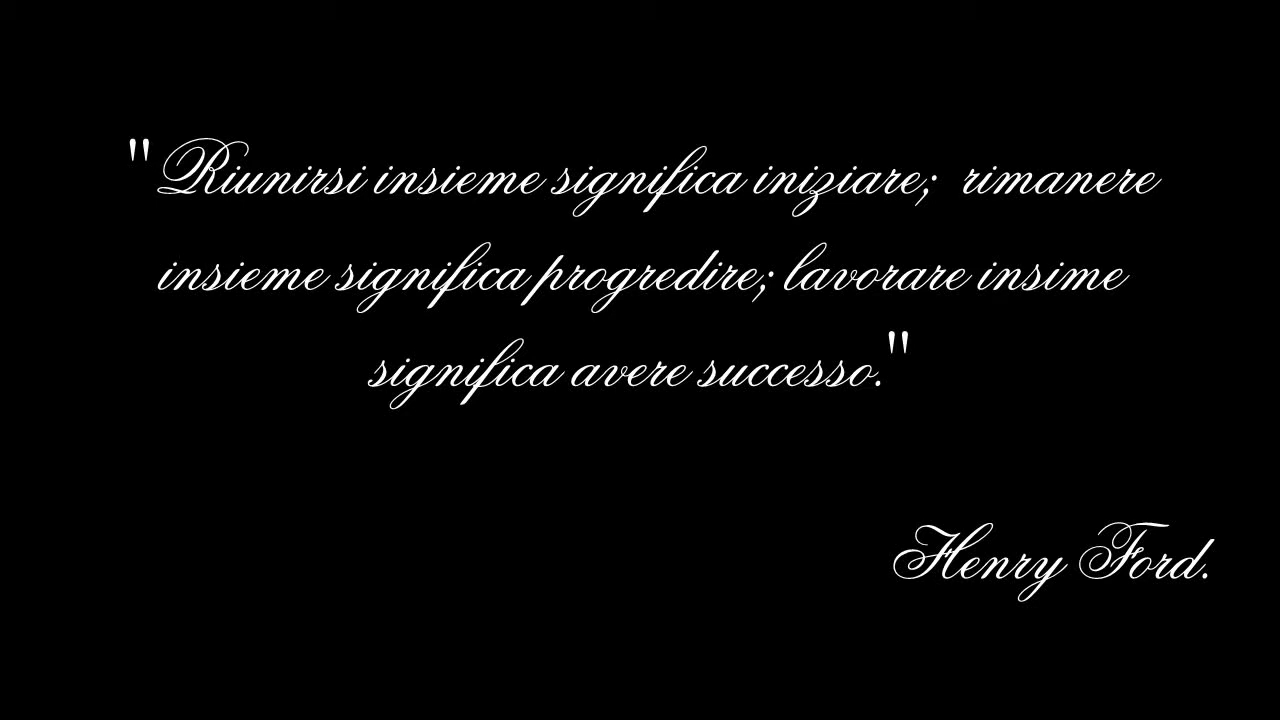 "Riunirsi insieme significa iniziare; rimanere
insieme significa progredire; lavorare insime
significa avere successo."
Henry Ford.